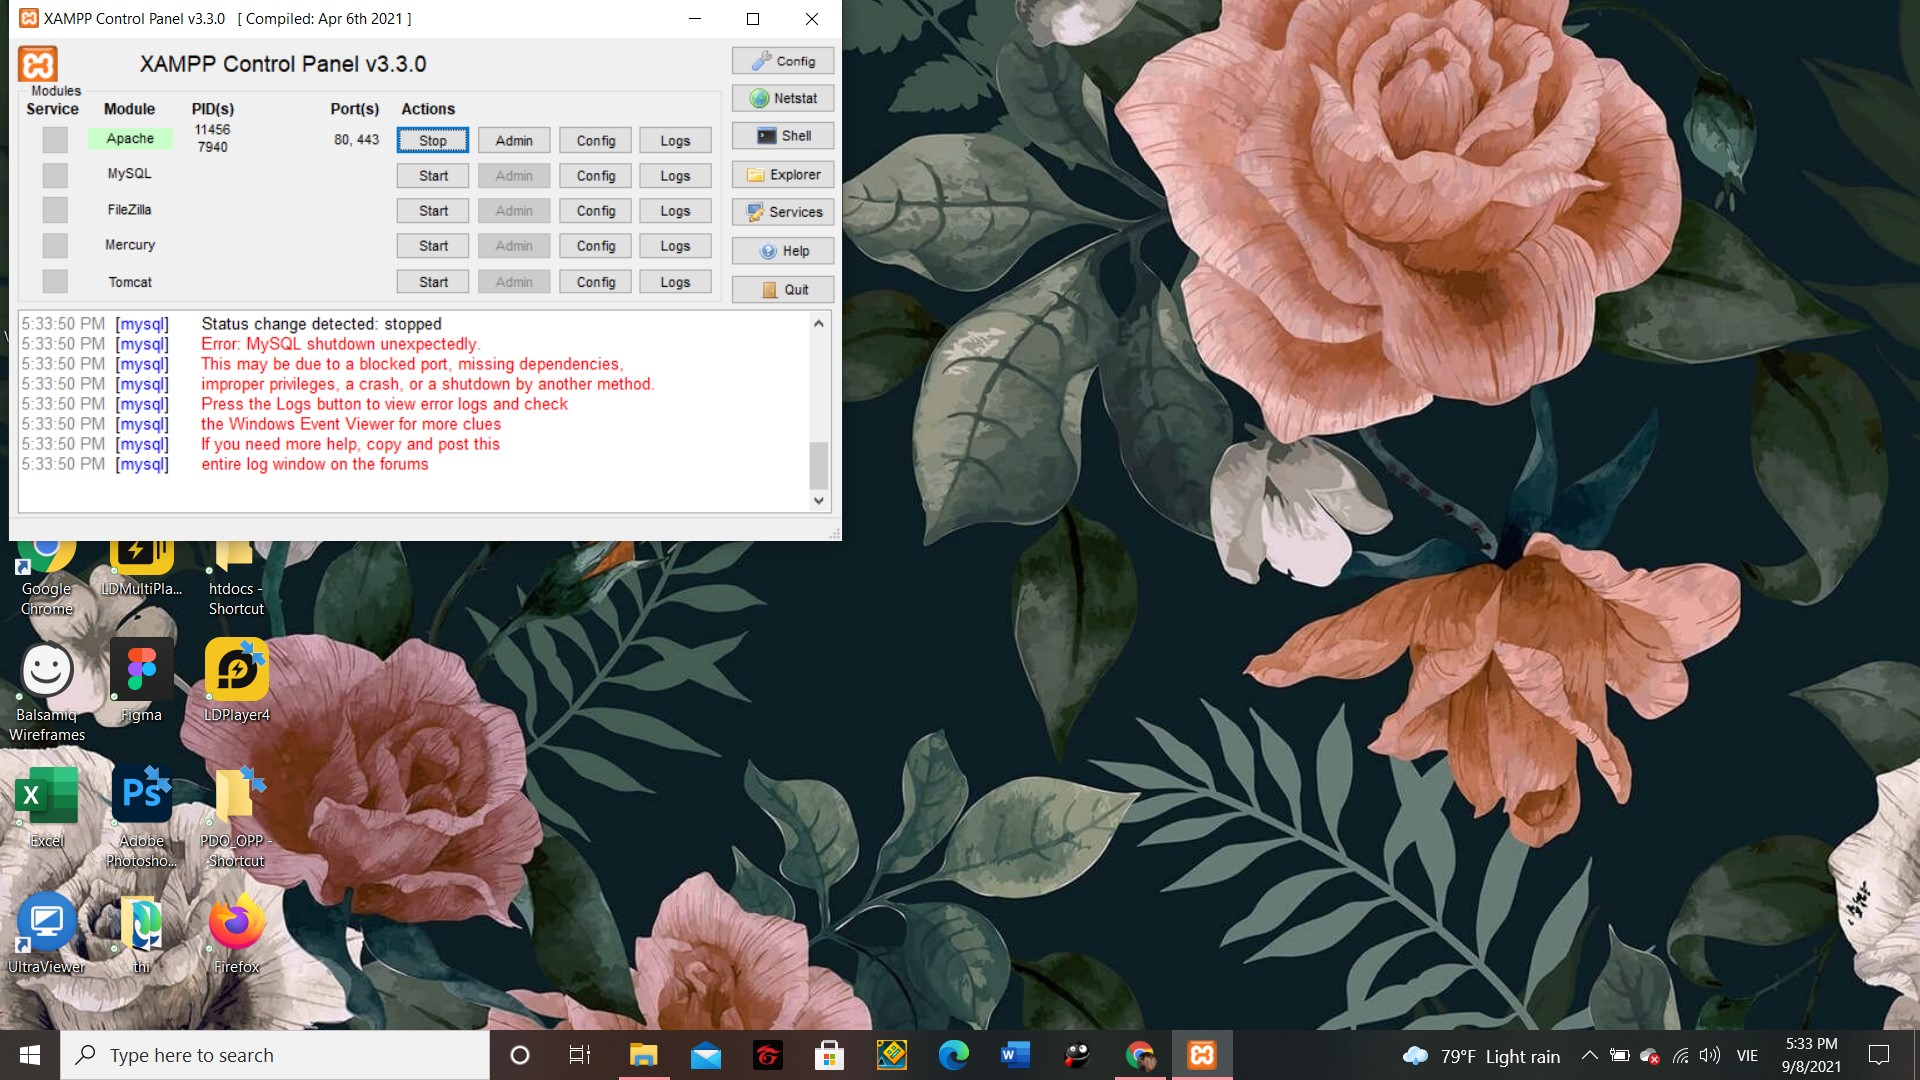 XAMPP Control Panel v3.3.0   [ Compiled: Apr 6th 2021 ]
XAMPP Control Panel v3.3.0
Config
Modules
Service Module PID(s) Port(s) Actions
Netstat
Apache 11456 7940 80, 443 Stop Admin Config Logs
Shell
MySQL Start Admin Config Logs
Explorer
FileZilla Start Admin Config Logs
Services
Mercury Start Admin Config Logs
Help
Tomcat Start Admin Config Logs
Quit
5:33:50 PM [mysql] Status change detected: stopped
5:33:50 PM [mysql] Error: MySQL shutdown unexpectedly.
5:33:50 PM [mysql] This may be due to a blocked port, missing dependencies,
5:33:50 PM [mysql] improper privileges, a crash, or a shutdown by another method.
5:33:50 PM [mysql] Press the Logs button to view error logs and check
5:33:50 PM [mysql] the Windows Event Viewer for more clues
5:33:50 PM [mysql] If you need more help, copy and post this
5:33:50 PM [mysql] entire log window on the forums
Google Chrome
LDMultiPla...
htdocs - Shortcut
Balsamiq Wireframes
Figma
LDPlayer4
X
Ps
Excel
Adobe Photosho...
PDO_OPP - Shortcut
UltraViewer
thi
Firefox
Type here to search
W
79°F Light rain
VIE
5:33 PM
9/8/2021